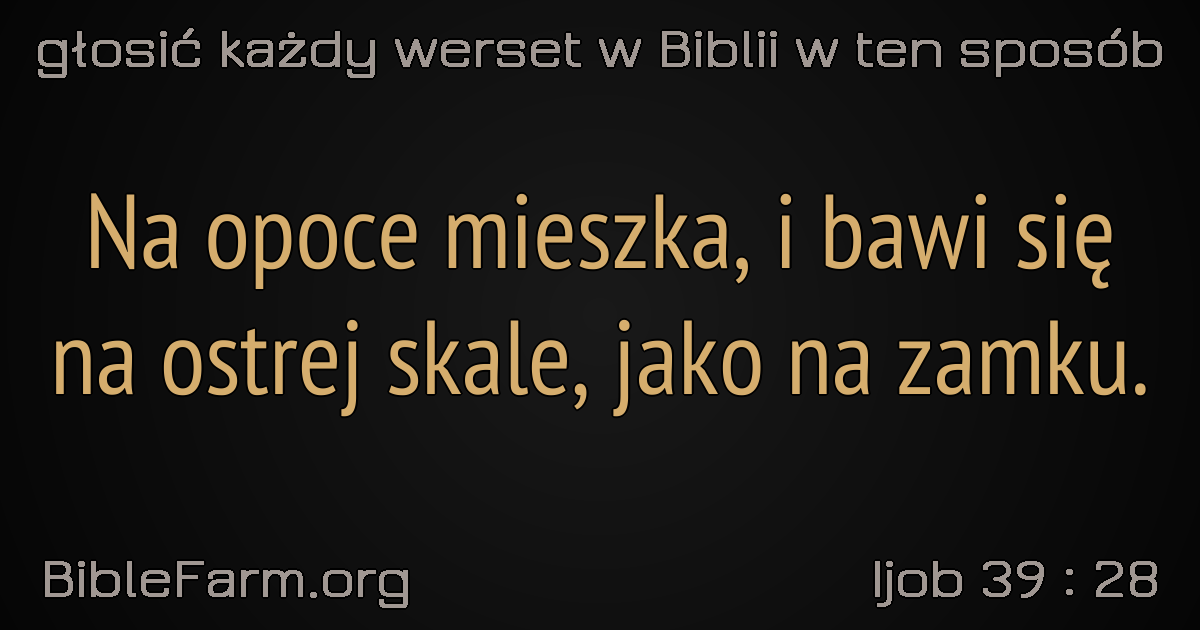 głosić każdy werset w Biblii w ten sposób
Na opoce mieszka, i bawi się
na ostrej skale, jako na zamku.
BibleFarm.org
Ijob 39 : 28